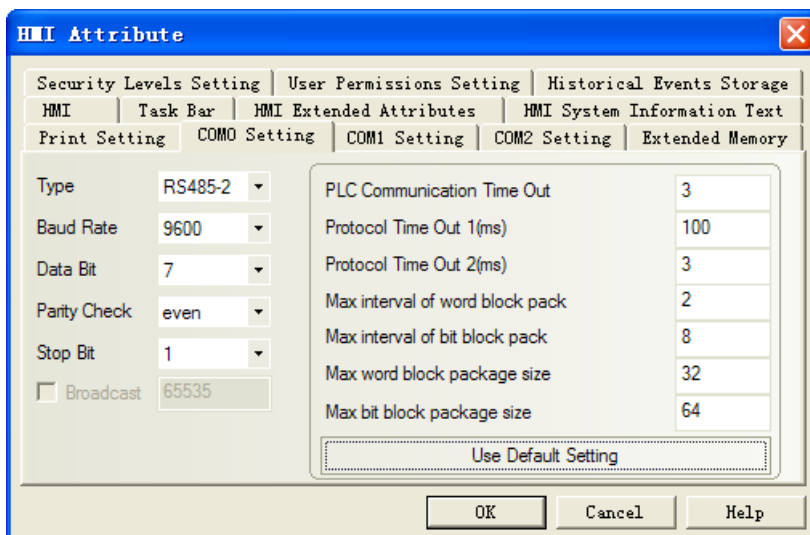 HMI Attribute
Security Levels Setting User Permissions Setting Historical Events Storage
HMI Task Bar HMI Extended Attributes HMI System Information Text
Print Setting COM0 Setting COM1 Setting COM2 Setting Extended Memory
Type RS485-2
Baud Rate 9600
Data Bit 7
Parity Check even
Stop Bit 1
Broadcast 65535
PLC Communication Time Out 3
Protocol Time Out 1(ms) 100
Protocol Time Out 2(ms) 3
Max interval of word block pack 2
Max interval of bit block pack 8
Max word block package size 32
Max bit block package size 64
Use Default Setting
OK Cancel Help